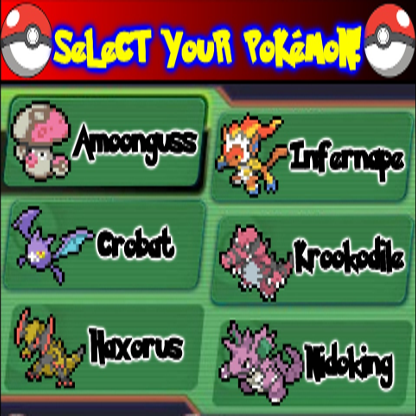 SeLeCT YouR PoKéMoN!
Amoonguss
Infernape
Crobat
Krookodile
Haxorus
Nidoking